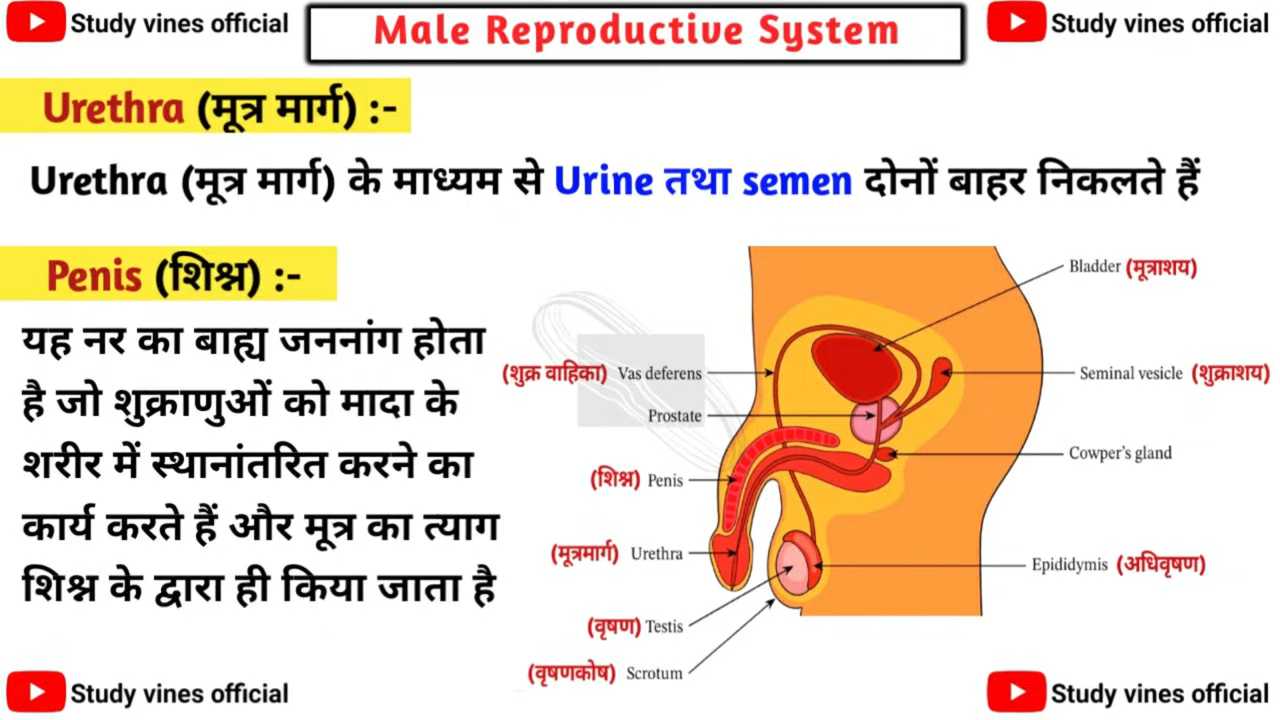 Study vines official
Male Reproductive System
Study vines official
Urethra (मूत्र मार्ग) :-
Urethra (मूत्र मार्ग) के माध्यम से Urine तथा semen दोनों बाहर निकलते हैं
Penis (शिश्न) :-
यह नर का बाह्य जननांग होता
है जो शुक्राणुओं को मादा के
शरीर में स्थानांतरित करने का
कार्य करते हैं और मूत्र का त्याग
शिश्न के द्वारा ही किया जाता है
Bladder (मूत्राशय)
(शुक्र वाहिका) Vas deferens
Seminal vesicle (शुक्राशय)
Prostate
Cowper's gland
(शिश्न) Penis
(मूत्रमार्ग) Urethra
Epididymis (अधिवृषण)
(वृषण) Testis
(वृषणकोष) Scrotum
Study vines official
Study vines official